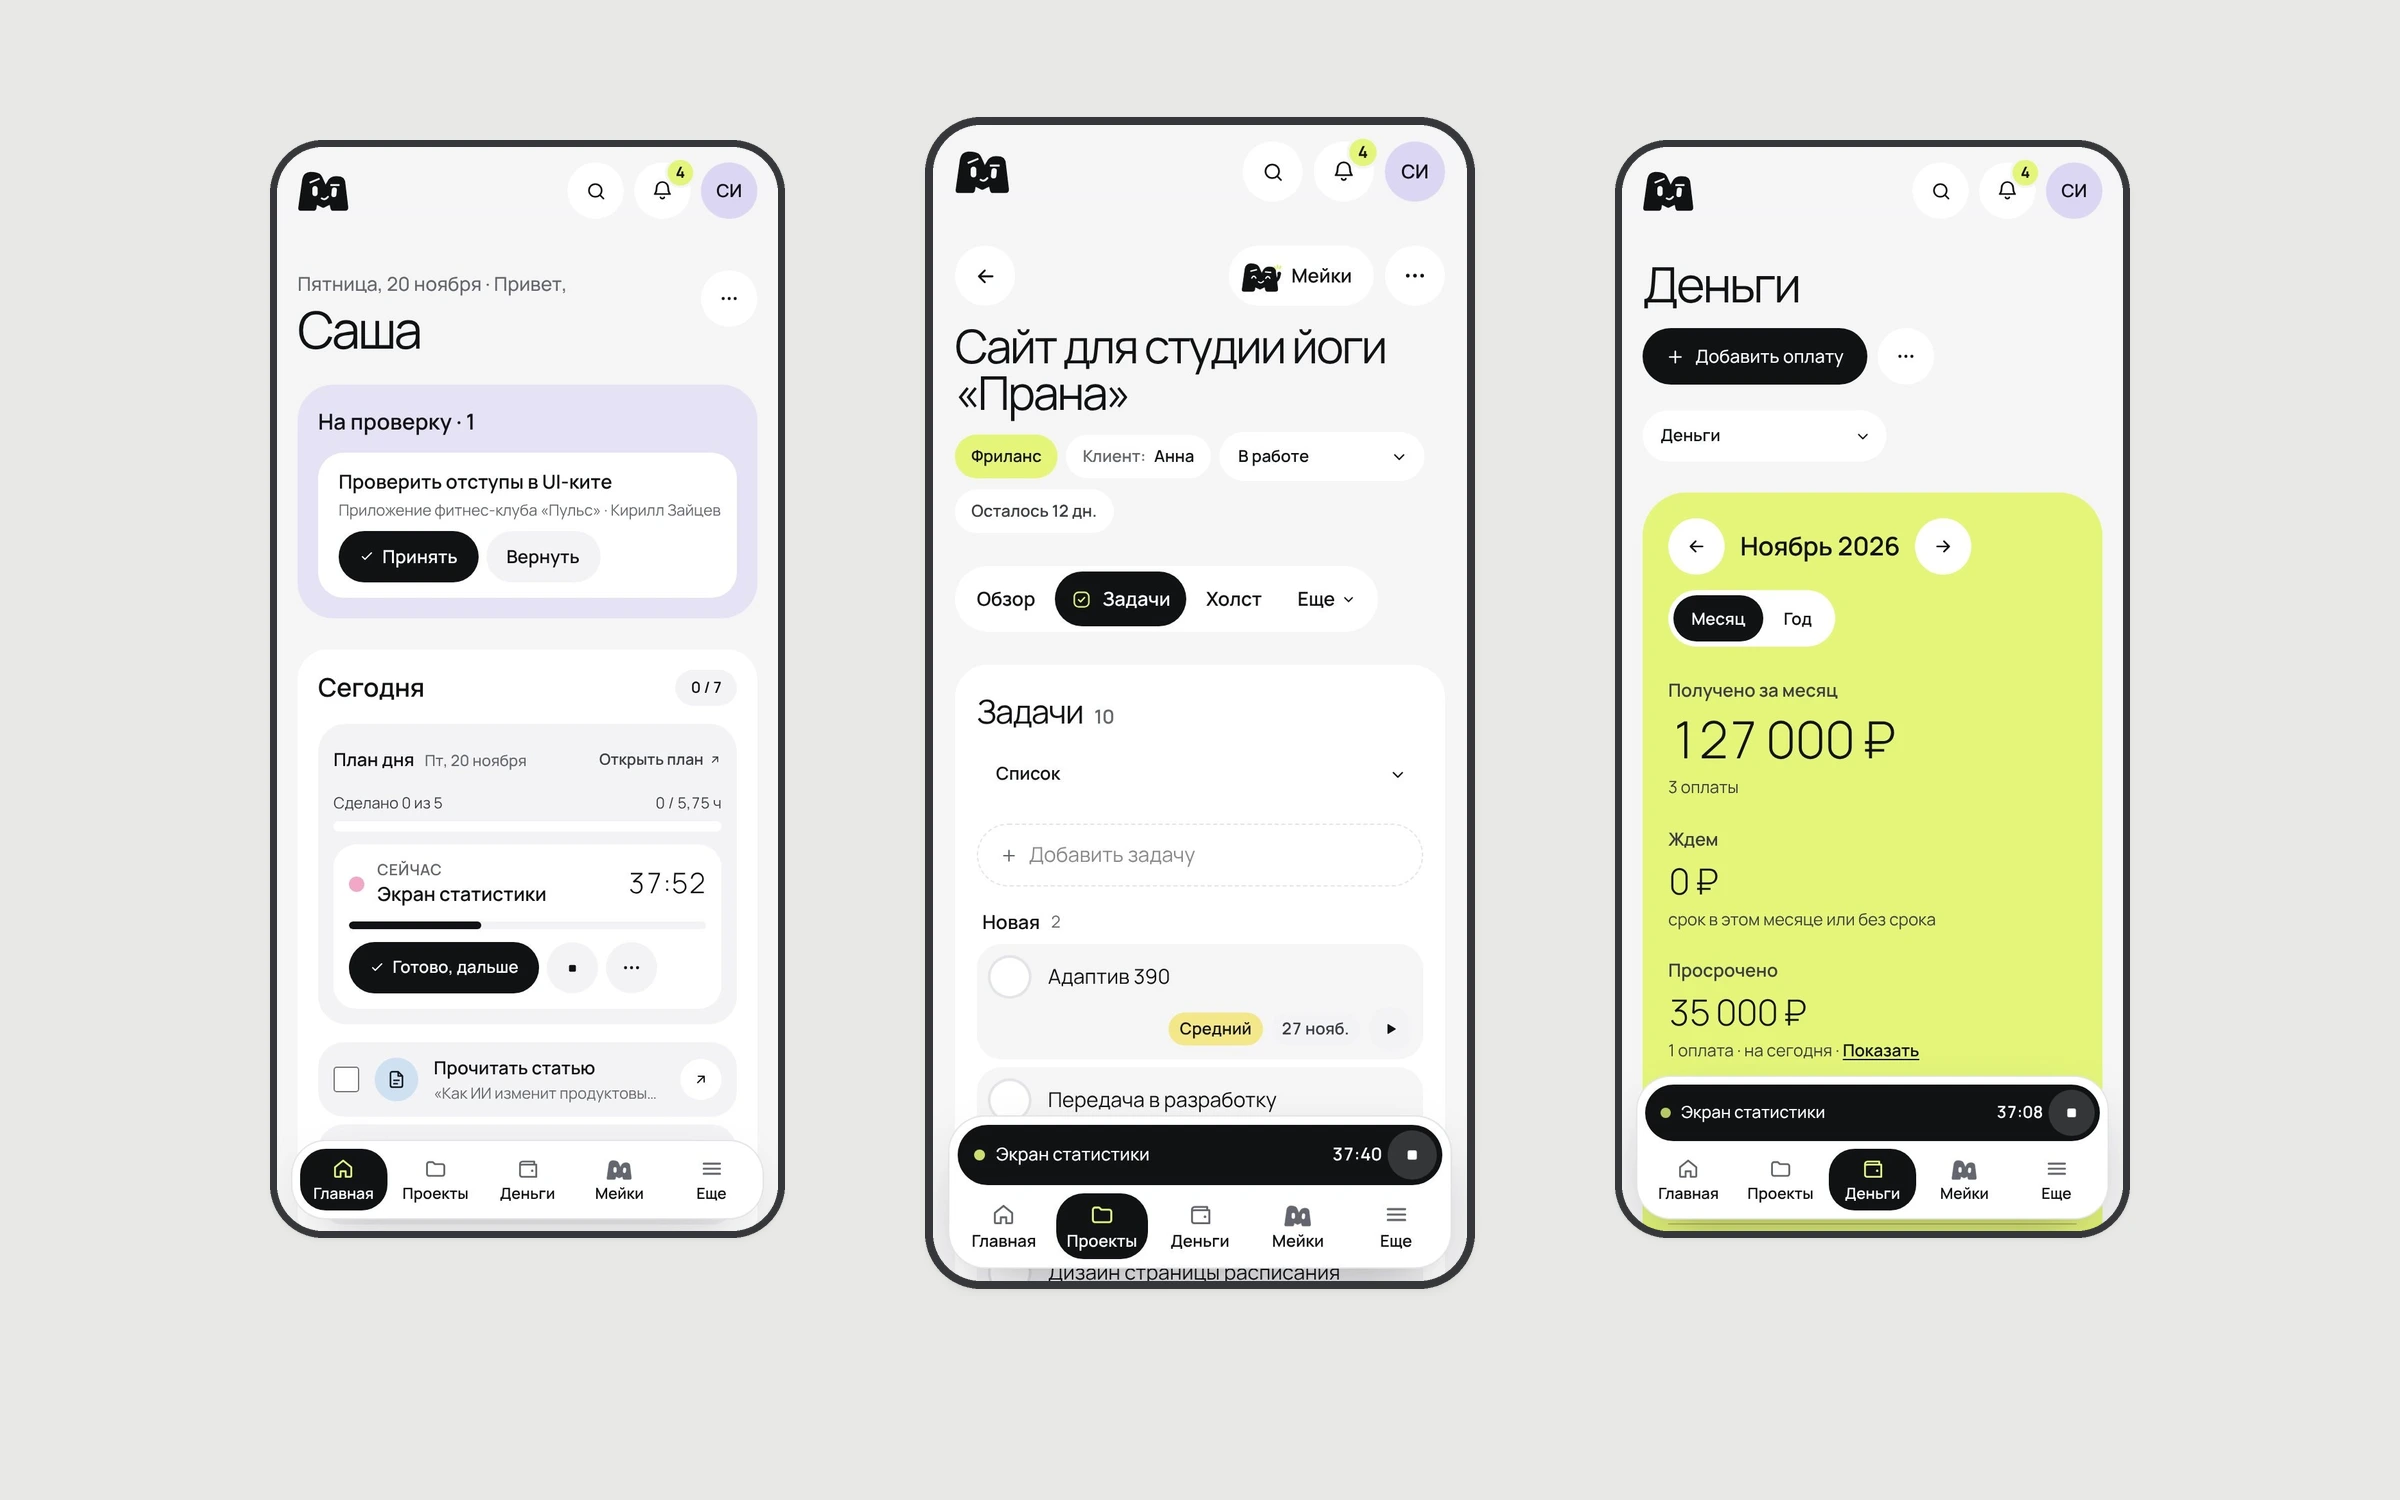 4
СИ
Пятница, 20 ноября · Привет,
Саша
На проверку · 1
Проверить отступы в UI-ките
Приложение фитнес-клуба «Пульс» · Кирилл Зайцев
Принять
Вернуть
Сегодня
0 / 7
План дня Пт, 20 ноября
Открыть план
Сделано 0 из 5
0 / 5,75 ч
СЕЙЧАС
Экран статистики
37:52
Готово, дальше
Прочитать статью
«Как ИИ изменит продуктовы...
Главная
Проекты
Деньги
Мейки
Еще
4
СИ
Мейки
Сайт для студии йоги
«Прана»
Фриланс
Клиент: Анна
В работе
Осталось 12 дн.
Обзор
Задачи
Холст
Еще
Задачи 10
Список
+ Добавить задачу
Новая 2
Адаптив 390
Средний
27 нояб.
Передача в разработку
Экран статистики
37:40
Главная
Проекты
Деньги
Мейки
Еще
Дизайн страницы расписания
4
СИ
Деньги
+ Добавить оплату
Деньги
Ноябрь 2026
Месяц
Год
Получено за месяц
127 000 ₽
3 оплаты
Ждем
0 ₽
срок в этом месяце или без срока
Просрочено
35 000 ₽
1 оплата · на сегодня · Показать
Экран статистики
37:08
Главная
Проекты
Деньги
Мейки
Еще